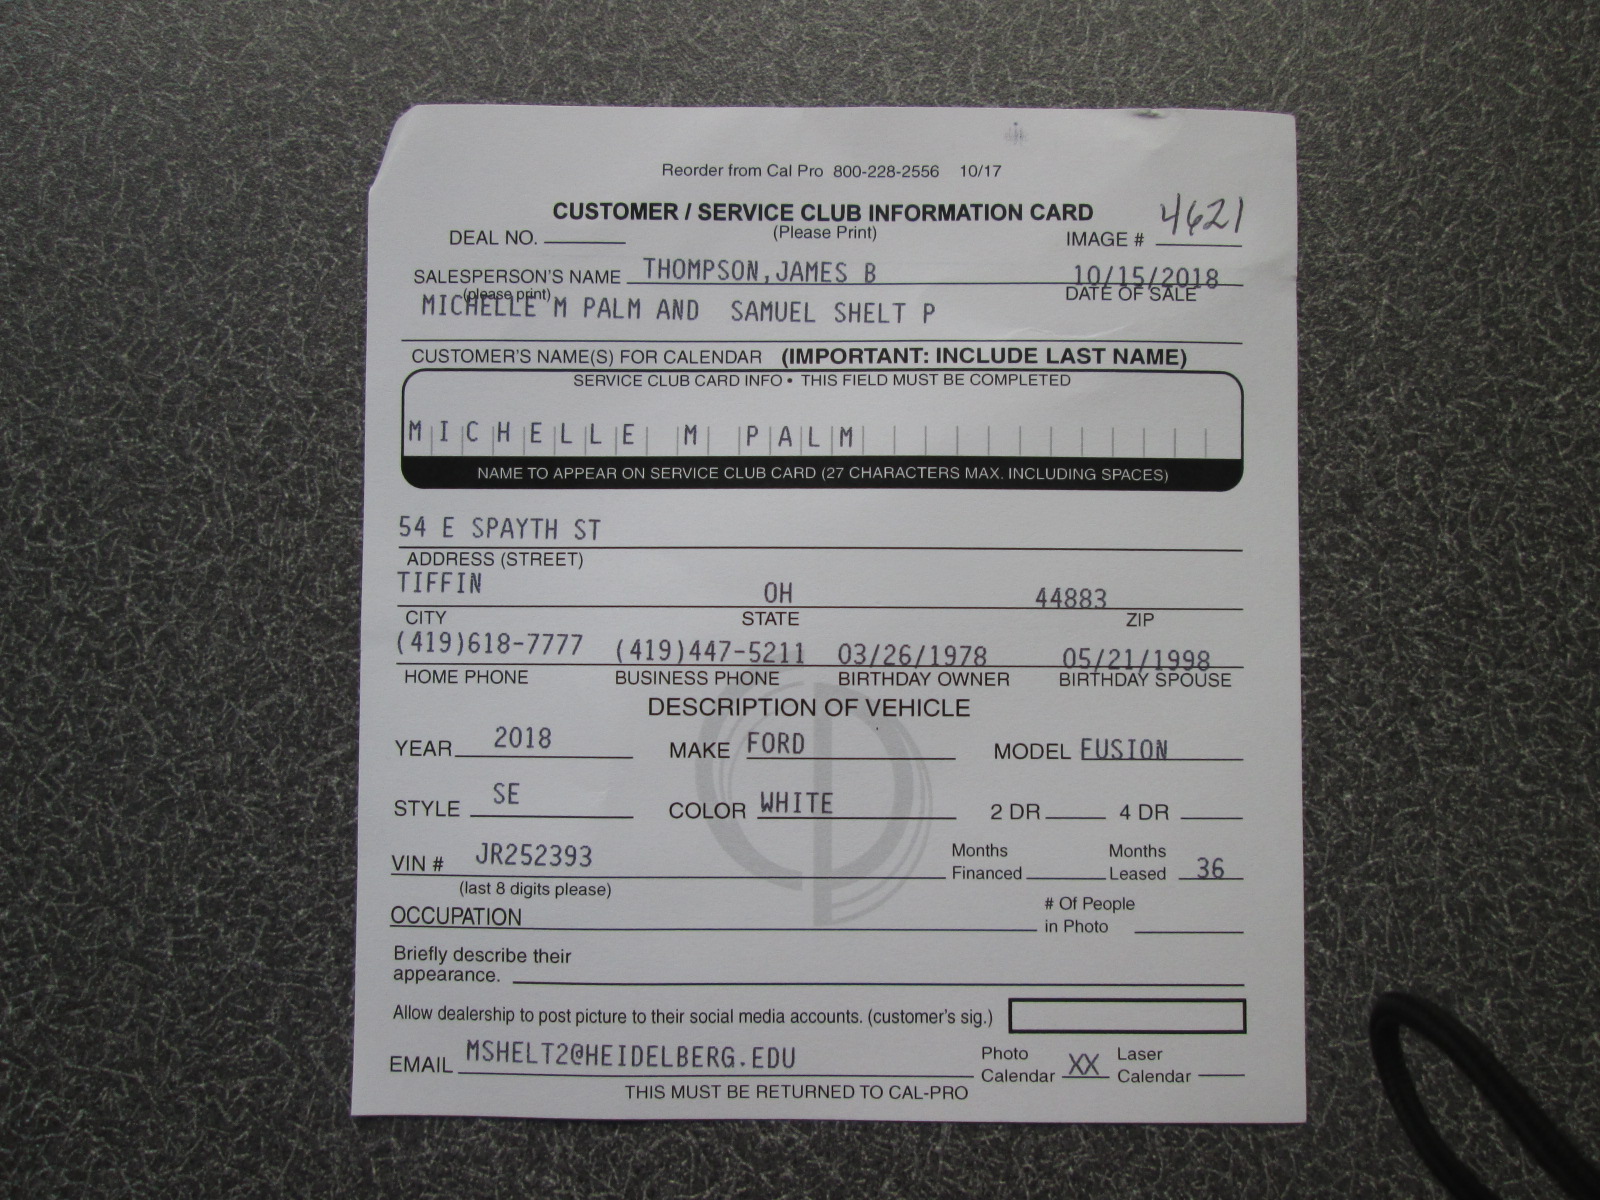 Reorder from Cal Pro 800-228-2556 10/17
CUSTOMER / SERVICE CLUB INFORMATION CARD
(Please Print)
DEAL NO. IMAGE # 4621
SALESPERSON'S NAME THOMPSON,JAMES B 10/15/2018
(please print) DATE OF SALE
MICHELLE M PALM AND SAMUEL SHELT P
CUSTOMER'S NAME(S) FOR CALENDAR (IMPORTANT: INCLUDE LAST NAME)
SERVICE CLUB CARD INFO • THIS FIELD MUST BE COMPLETED
MICHELLE M PALM
NAME TO APPEAR ON SERVICE CLUB CARD (27 CHARACTERS MAX. INCLUDING SPACES)
54 E SPAYTH ST
ADDRESS (STREET)
TIFFIN OH 44883
CITY STATE ZIP
(419)618-7777 (419)447-5211 03/26/1978 05/21/1998
HOME PHONE BUSINESS PHONE BIRTHDAY OWNER BIRTHDAY SPOUSE
DESCRIPTION OF VEHICLE
YEAR 2018 MAKE FORD MODEL FUSION
STYLE SE COLOR WHITE 2 DR 4 DR
VIN # JR252393 Months Financed Months Leased 36
(last 8 digits please)
OCCUPATION # Of People in Photo
Briefly describe their
appearance.
Allow dealership to post picture to their social media accounts. (customer's sig.)
EMAIL MSHELT2@HEIDELBERG.EDU Photo Calendar XX Laser Calendar
THIS MUST BE RETURNED TO CAL-PRO